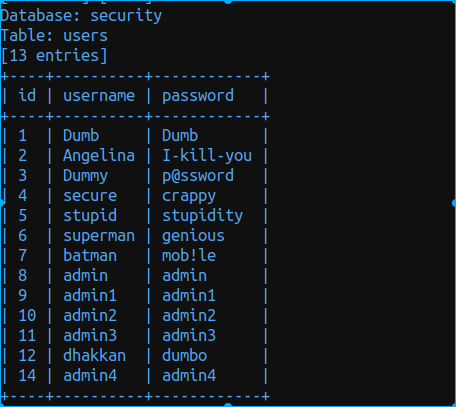 Database: security
Table: users
[13 entries]
+----+----------+------------+
| id | username | password   |
+----+----------+------------+
| 1  | Dumb     | Dumb       |
| 2  | Angelina | I-kill-you |
| 3  | Dummy    | p@ssword   |
| 4  | secure   | crappy     |
| 5  | stupid   | stupidity  |
| 6  | superman | genious    |
| 7  | batman   | mob!le     |
| 8  | admin    | admin      |
| 9  | admin1   | admin1     |
| 10 | admin2   | admin2     |
| 11 | admin3   | admin3     |
| 12 | dhakkan  | dumbo      |
| 14 | admin4   | admin4     |
+----+----------+------------+